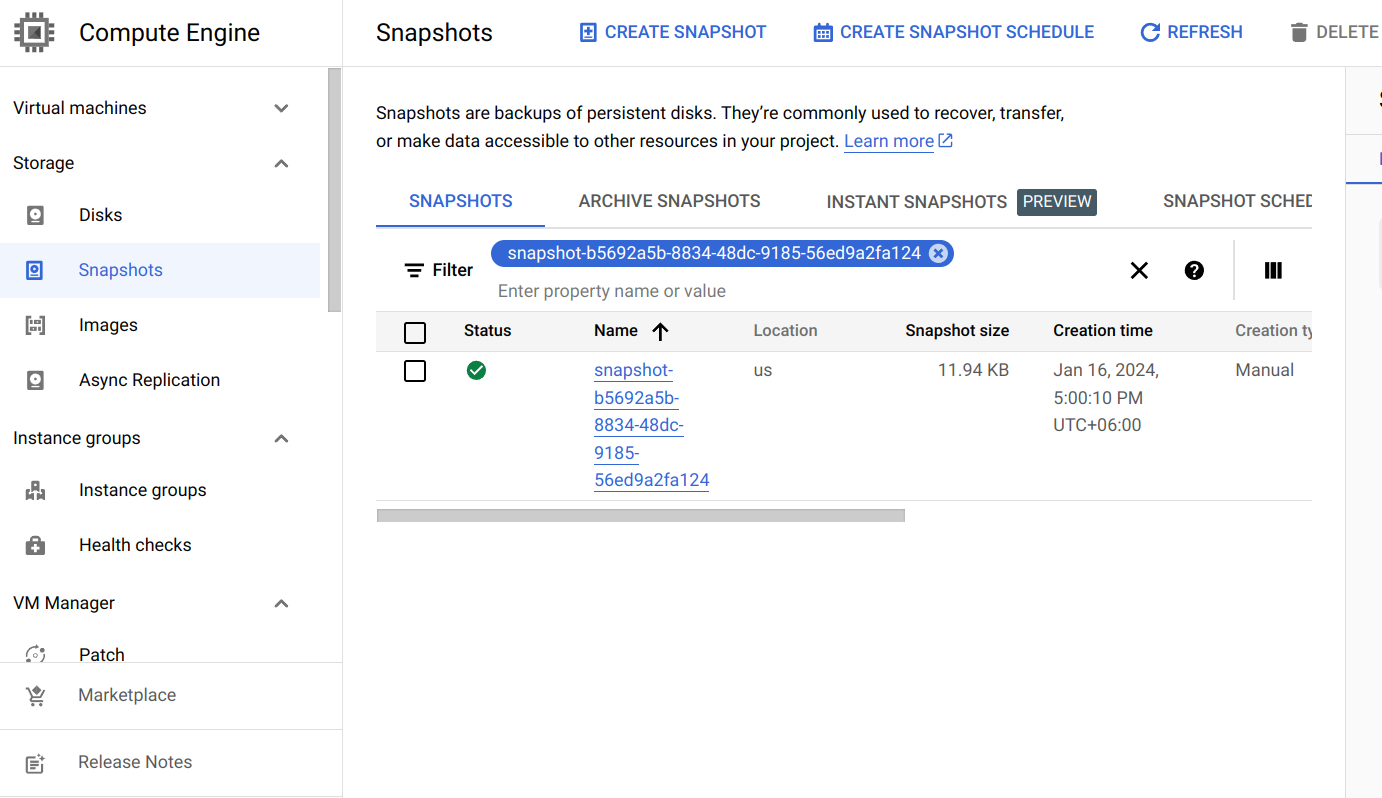 Compute Engine
Snapshots
CREATE SNAPSHOT
CREATE SNAPSHOT SCHEDULE
REFRESH
DELETE
Virtual machines
Storage
Disks
Snapshots
Images
Async Replication
Instance groups
Instance groups
Health checks
VM Manager
Patch
Marketplace
Release Notes
Snapshots are backups of persistent disks. They’re commonly used to recover, transfer,
or make data accessible to other resources in your project. Learn more
SNAPSHOTS
ARCHIVE SNAPSHOTS
INSTANT SNAPSHOTS PREVIEW
SNAPSHOT SCHED
Filter
snapshot-b5692a5b-8834-48dc-9185-56ed9a2fa124
Enter property name or value
Status Name Location Snapshot size Creation time Creation ty
snapshot-
b5692a5b-
8834-48dc-
9185-
56ed9a2fa124
us
11.94 KB
Jan 16, 2024,
5:00:10 PM
UTC+06:00
Manual